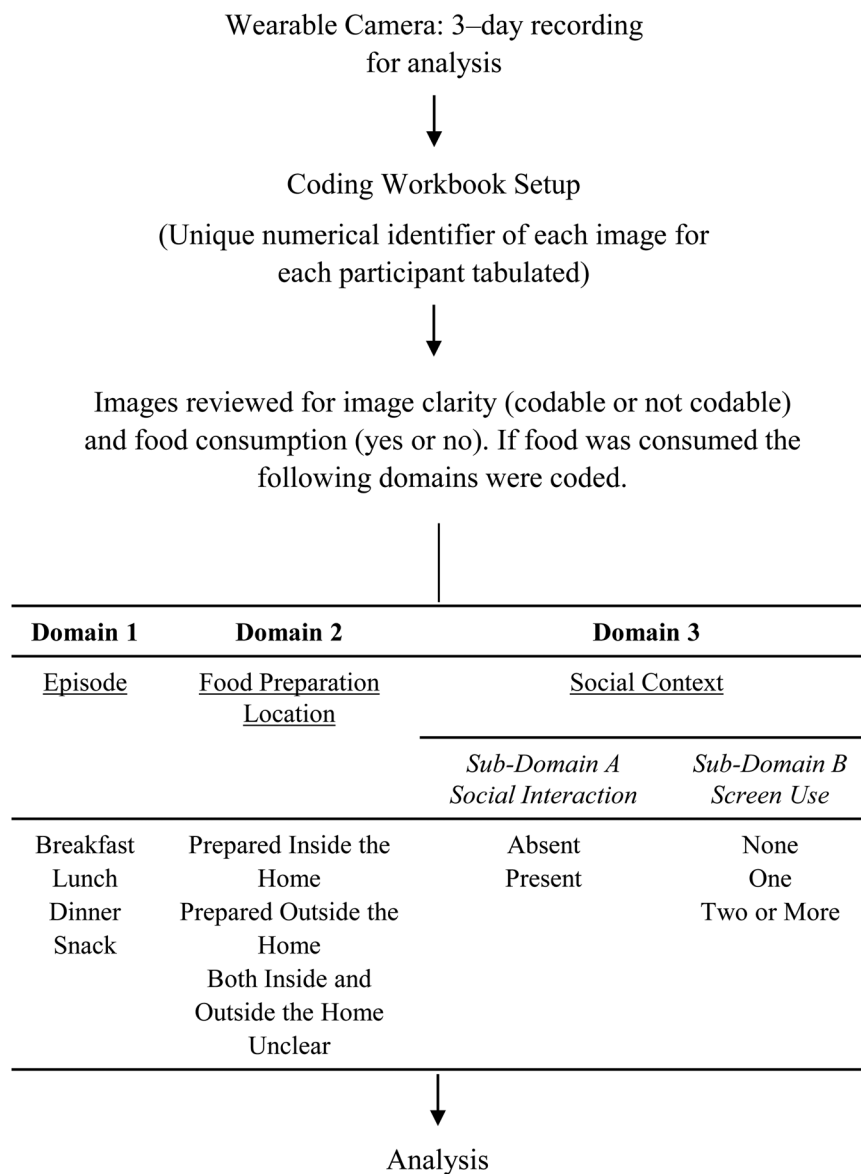 Wearable Camera: 3–day recording
for analysis
Coding Workbook Setup
(Unique numerical identifier of each image for
each participant tabulated)
Images reviewed for image clarity (codable or not codable)
and food consumption (yes or no). If food was consumed the
following domains were coded.
Domain 1 Domain 2 Domain 3
Episode Food Preparation Social Context
Location
Sub-Domain A Sub-Domain B
Social Interaction Screen Use
Breakfast Prepared Inside the Absent None
Lunch Home Present One
Dinner Prepared Outside the Two or More
Snack Home
Both Inside and
Outside the Home
Unclear
Analysis